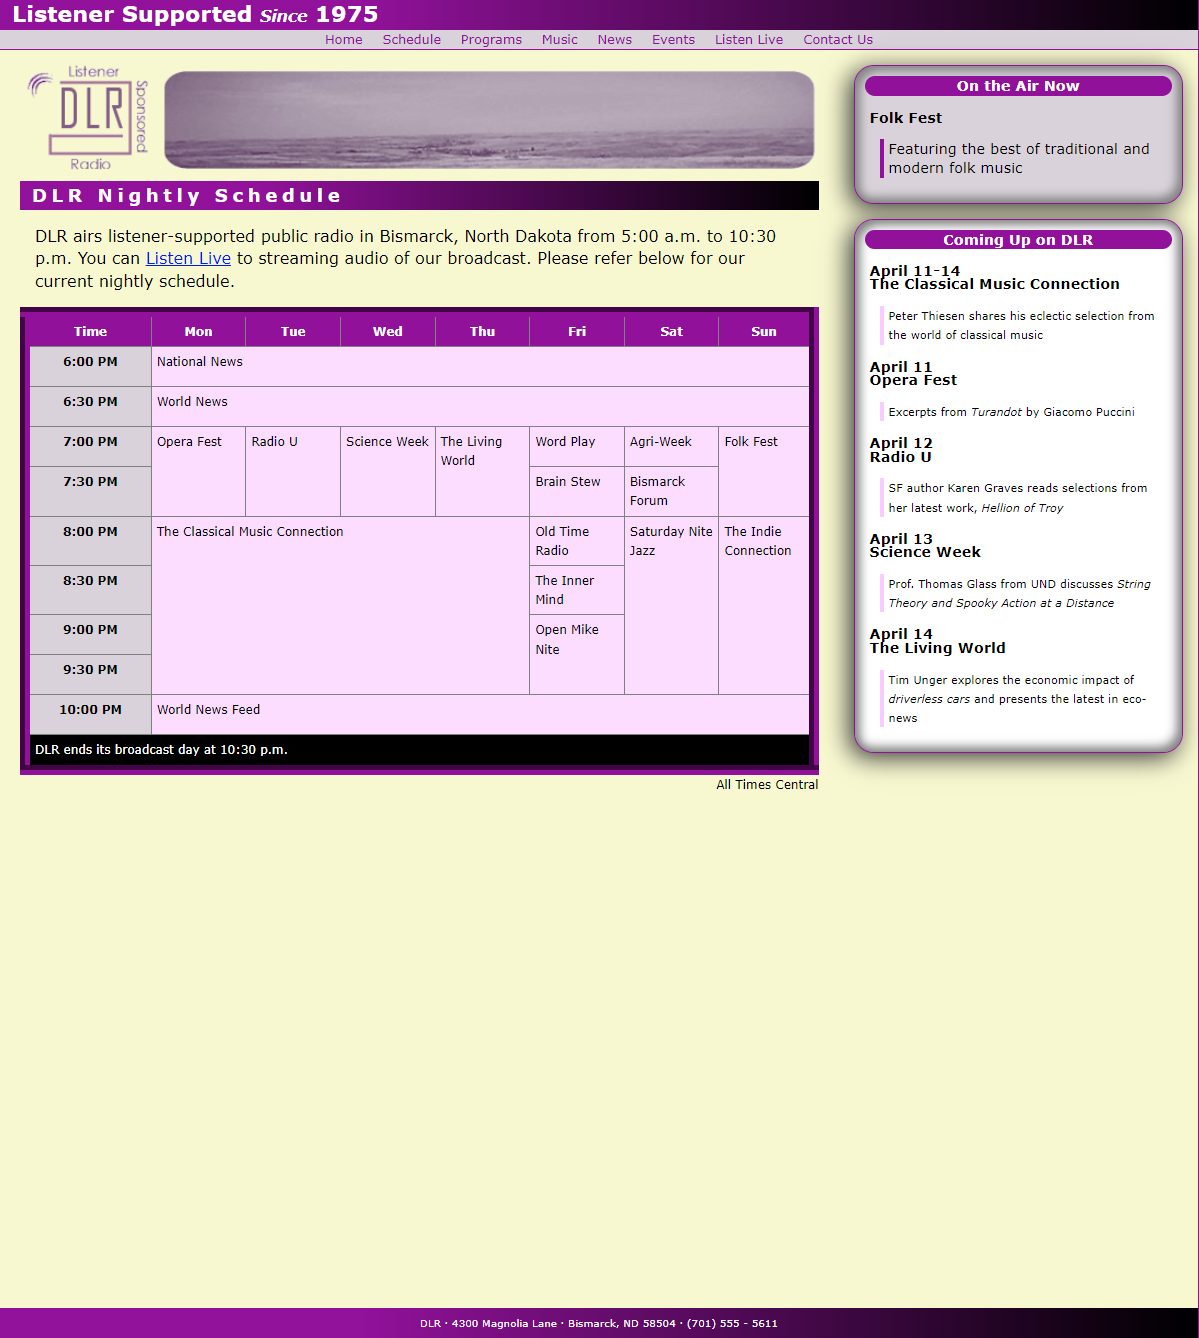 Listener Supported Since 1975
Home Schedule Programs Music News Events Listen Live Contact Us
Listener
DLR
Sponsored
Radio
DLR Nightly Schedule
DLR airs listener-supported public radio in Bismarck, North Dakota from 5:00 a.m. to 10:30
p.m. You can Listen Live to streaming audio of our broadcast. Please refer below for our
current nightly schedule.
Time Mon Tue Wed Thu Fri Sat Sun
6:00 PM National News
6:30 PM World News
7:00 PM Opera Fest Radio U Science Week The Living Word Play Agri-Week Folk Fest
World
7:30 PM Brain Stew Bismarck
Forum
8:00 PM The Classical Music Connection Old Time Saturday Nite The Indie
Radio Jazz Connection
8:30 PM The Inner
Mind
9:00 PM Open Mike
Nite
9:30 PM
10:00 PM World News Feed
DLR ends its broadcast day at 10:30 p.m.
All Times Central
On the Air Now
Folk Fest
Featuring the best of traditional and
modern folk music
Coming Up on DLR
April 11-14
The Classical Music Connection
Peter Thiesen shares his eclectic selection from
the world of classical music
April 11
Opera Fest
Excerpts from Turandot by Giacomo Puccini
April 12
Radio U
SF author Karen Graves reads selections from
her latest work, Hellion of Troy
April 13
Science Week
Prof. Thomas Glass from UND discusses String
Theory and Spooky Action at a Distance
April 14
The Living World
Tim Unger explores the economic impact of
driverless cars and presents the latest in eco-
news
DLR · 4300 Magnolia Lane · Bismarck, ND 58504 · (701) 555 - 5611